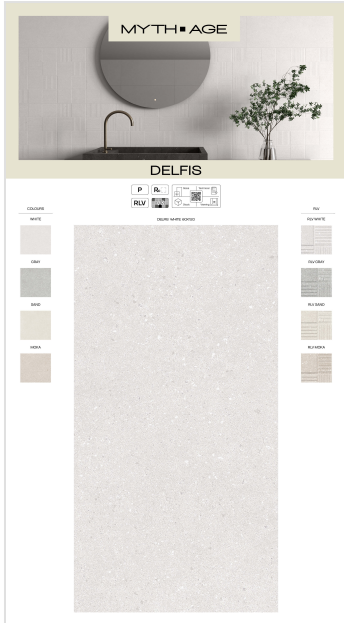 MYTH■AGE
DELFIS
P
R₉
RLV
DELFIS WHITE 60X120
COLOURS
WHITE
GRAY
SAND
MOKA
RLV
RLV WHITE
RLV GRAY
RLV SAND
RLV MOKA